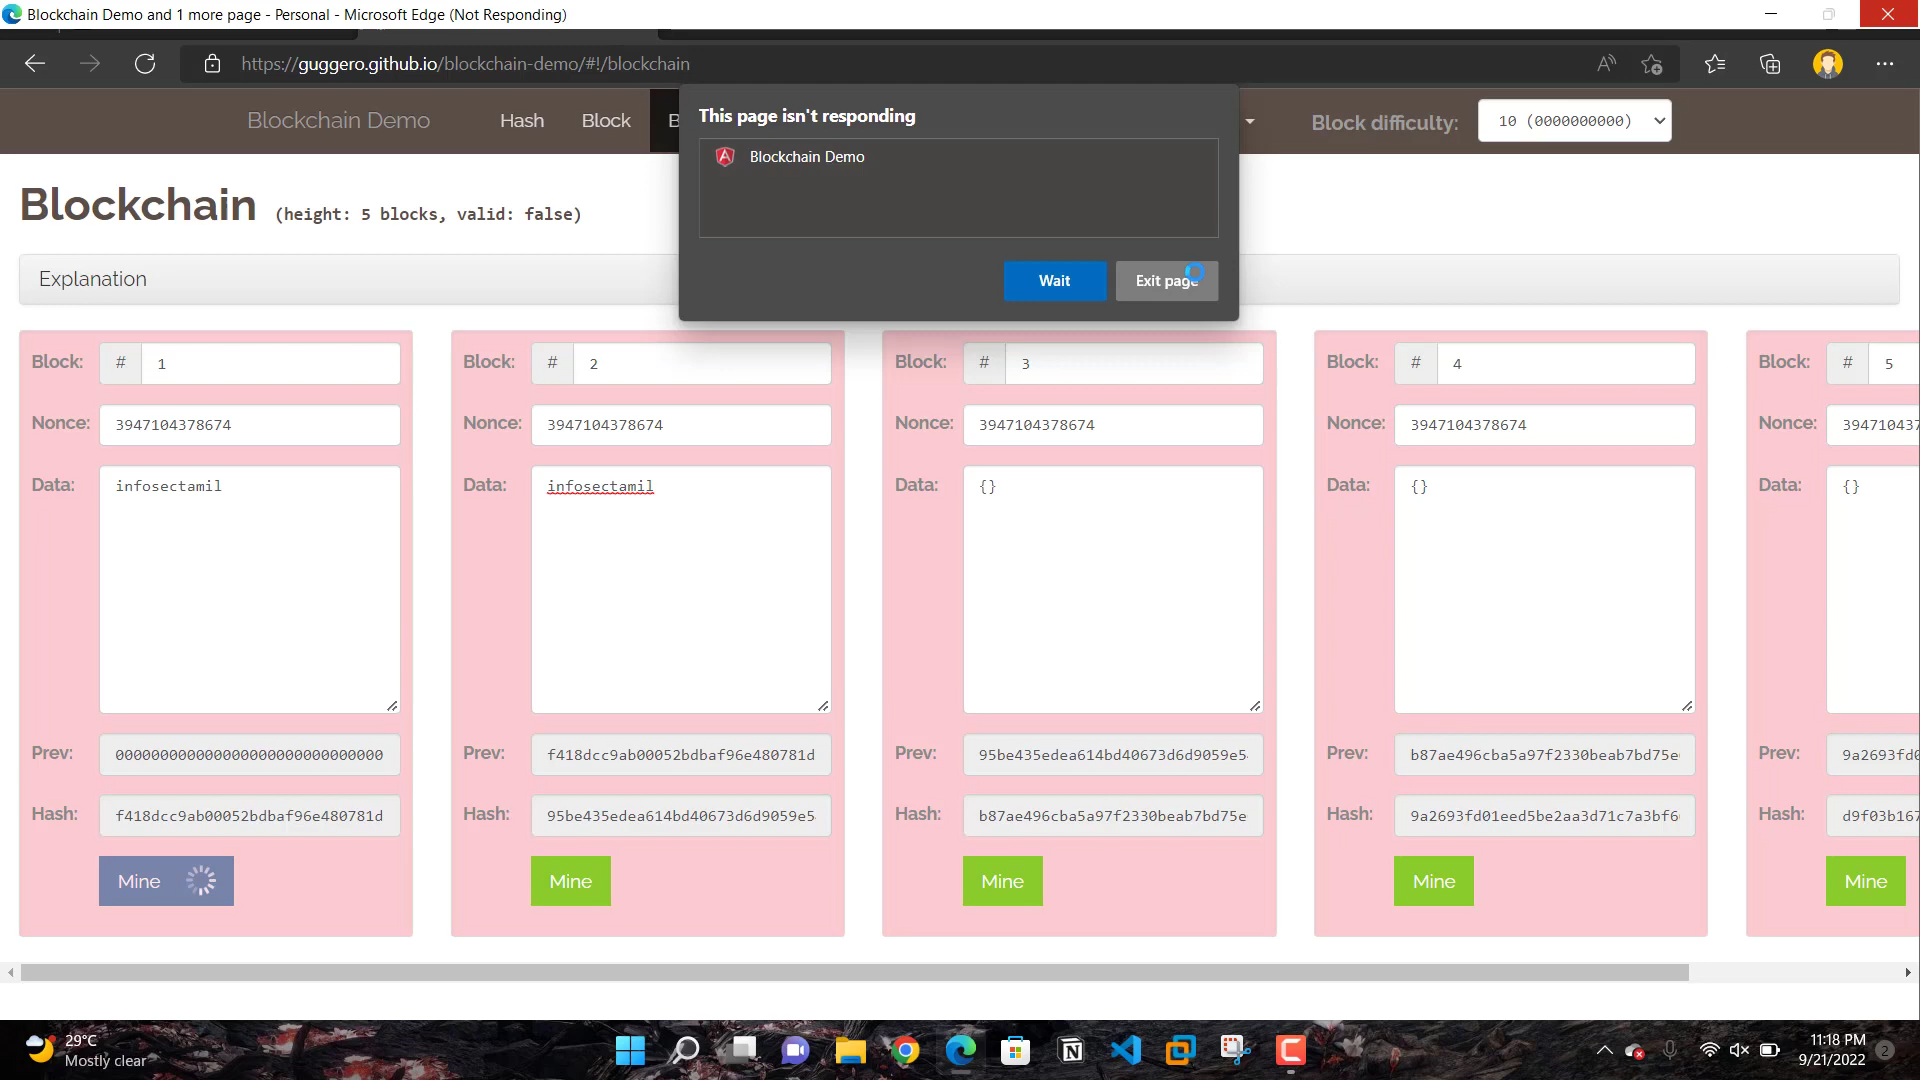 Blockchain Demo and 1 more page - Personal - Microsoft Edge (Not Responding)
https://guggero.github.io/blockchain-demo/#!/blockchain
Blockchain Demo
Hash
Block
B
Block difficulty:
10 (0000000000)
This page isn't responding
Blockchain Demo
Wait
Exit page
Blockchain (height: 5 blocks, valid: false)
Explanation
Block: # 1
Nonce: 3947104378674
Data: infosectamil
Prev: 000000000000000000000000000000
Hash: f418dcc9ab00052bdbaf96e480781d
Mine
Block: # 2
Nonce: 3947104378674
Data: infosectamil
Prev: f418dcc9ab00052bdbaf96e480781d
Hash: 95be435edea614bd40673d6d9059e5
Mine
Block: # 3
Nonce: 3947104378674
Data: {}
Prev: 95be435edea614bd40673d6d9059e5
Hash: b87ae496cba5a97f2330beab7bd75e
Mine
Block: # 4
Nonce: 3947104378674
Data: {}
Prev: b87ae496cba5a97f2330beab7bd75e
Hash: 9a2693fd01eed5be2aa3d71c7a3bf6
Mine
Block: # 5
Nonce: 394710437
Data: {}
Prev: 9a2693fd
Hash: d9f03b167
Mine
29°C
Mostly clear
11:18 PM
9/21/2022
2